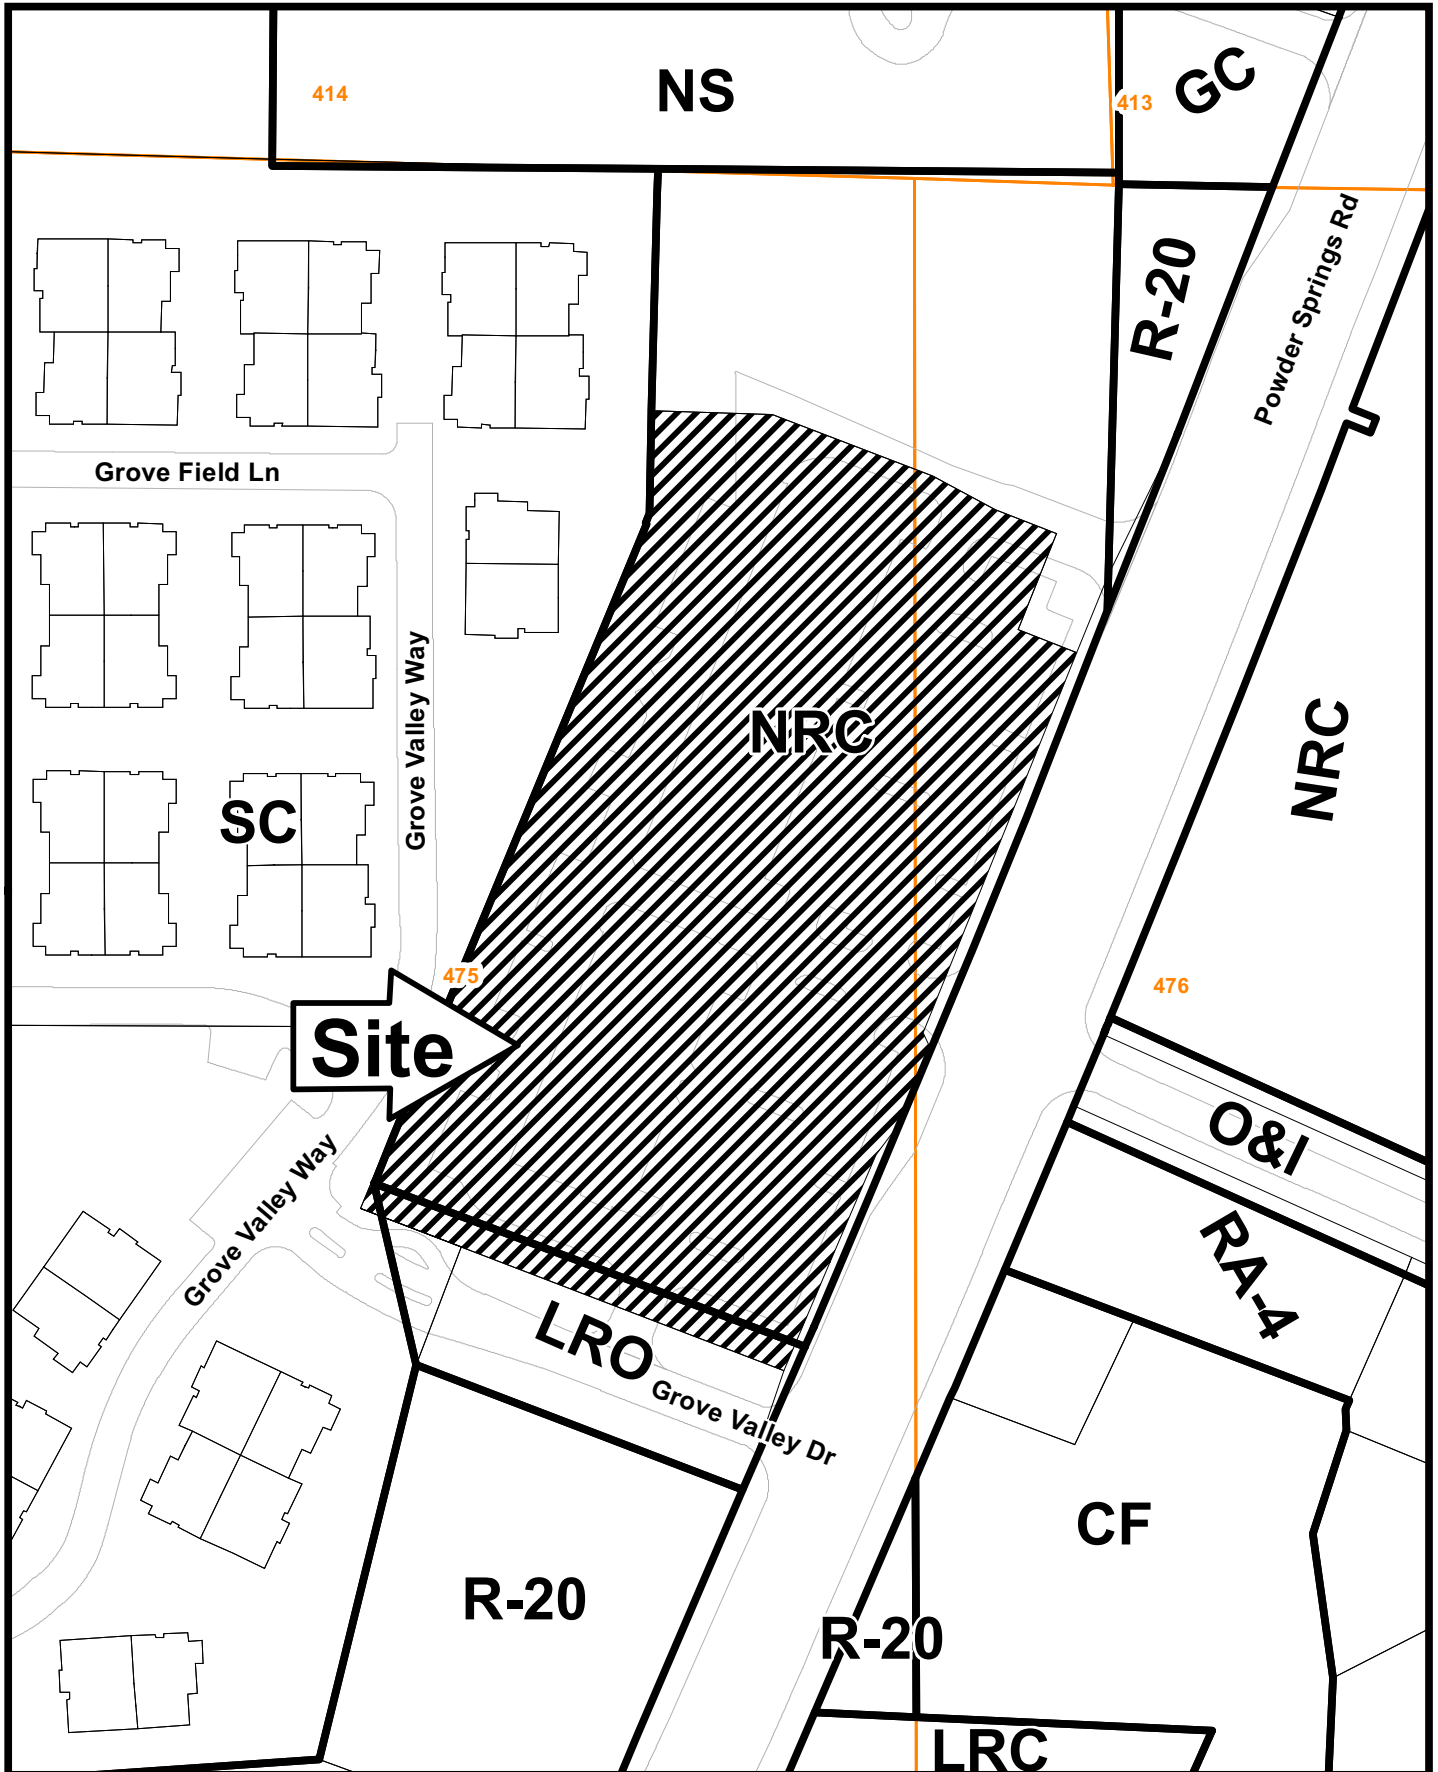 NS
GC
414
413
R-20
Powder Springs Rd
Grove Field Ln
Grove Valley Way
NRC
NRC
SC
475
476
Site
O&I
Grove Valley Way
RA-4
LRO
Grove Valley Dr
CF
R-20
R-20
LRC